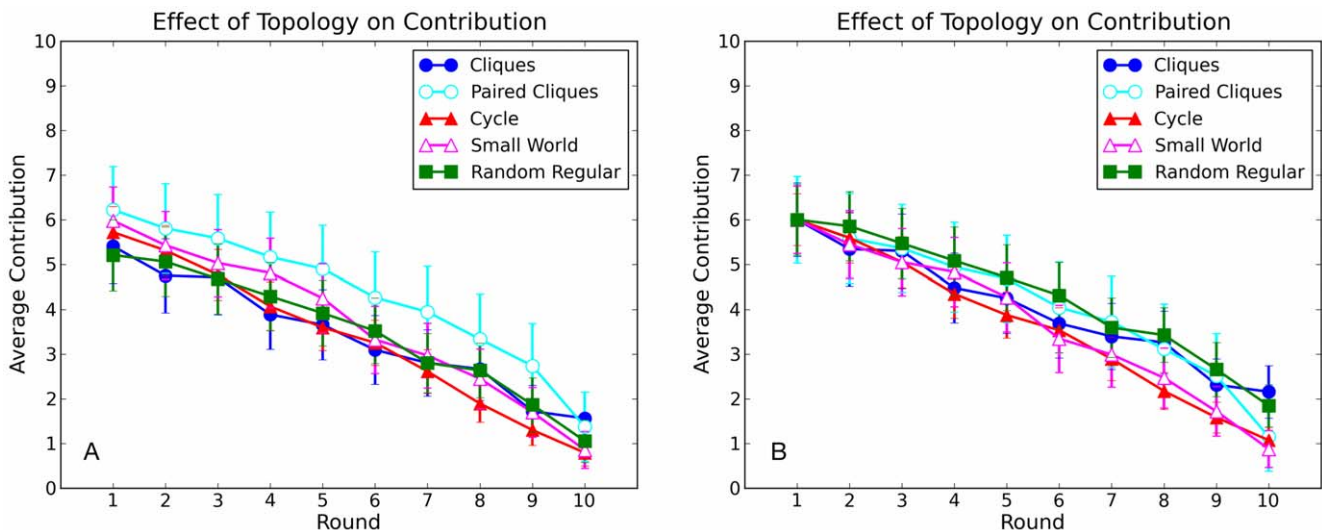 Effect of Topology on Contribution
Average Contribution
10
9
8
7
6
5
4
3
2
1
0
Cliques
Paired Cliques
Cycle
Small World
Random Regular
A
1 2 3 4 5 6 7 8 9 10
Round
Effect of Topology on Contribution
Average Contribution
10
9
8
7
6
5
4
3
2
1
0
Cliques
Paired Cliques
Cycle
Small World
Random Regular
B
1 2 3 4 5 6 7 8 9 10
Round